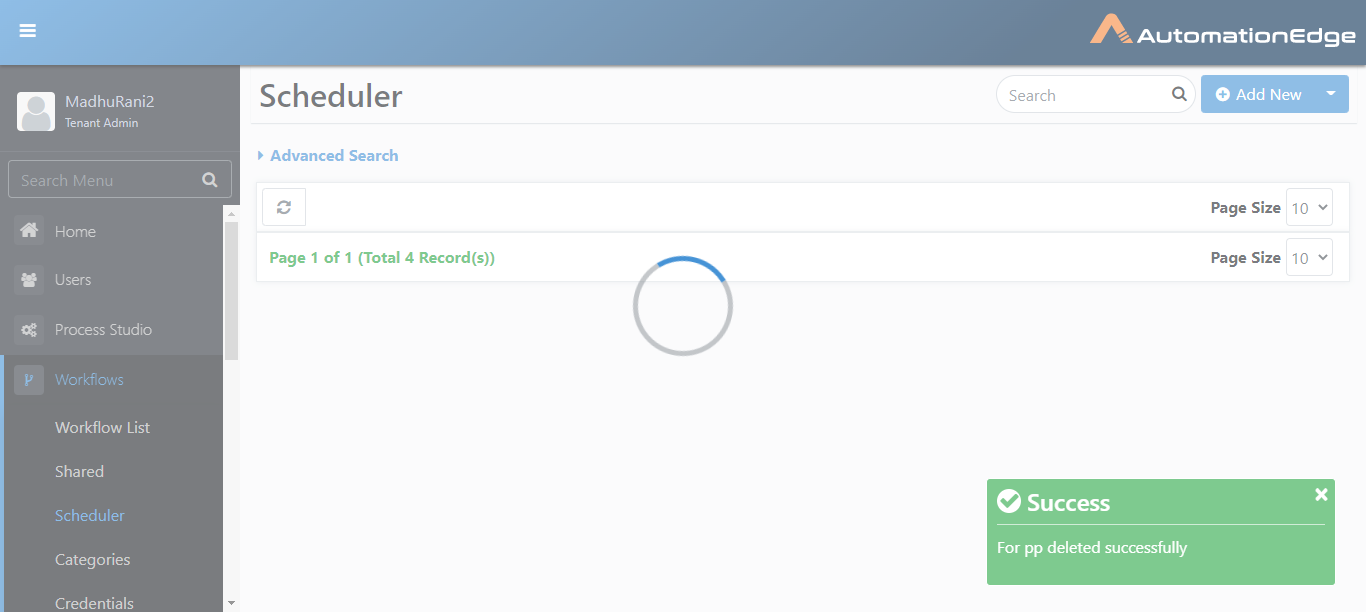 AutomationEdge
MadhuRani2
Tenant Admin
Search Menu
Home
Users
Process Studio
Workflows
Workflow List
Shared
Scheduler
Categories
Credentials
Scheduler
Search
Add New
Advanced Search
Page Size 10
Page 1 of 1 (Total 4 Record(s))
Page Size 10
Success
For pp deleted successfully